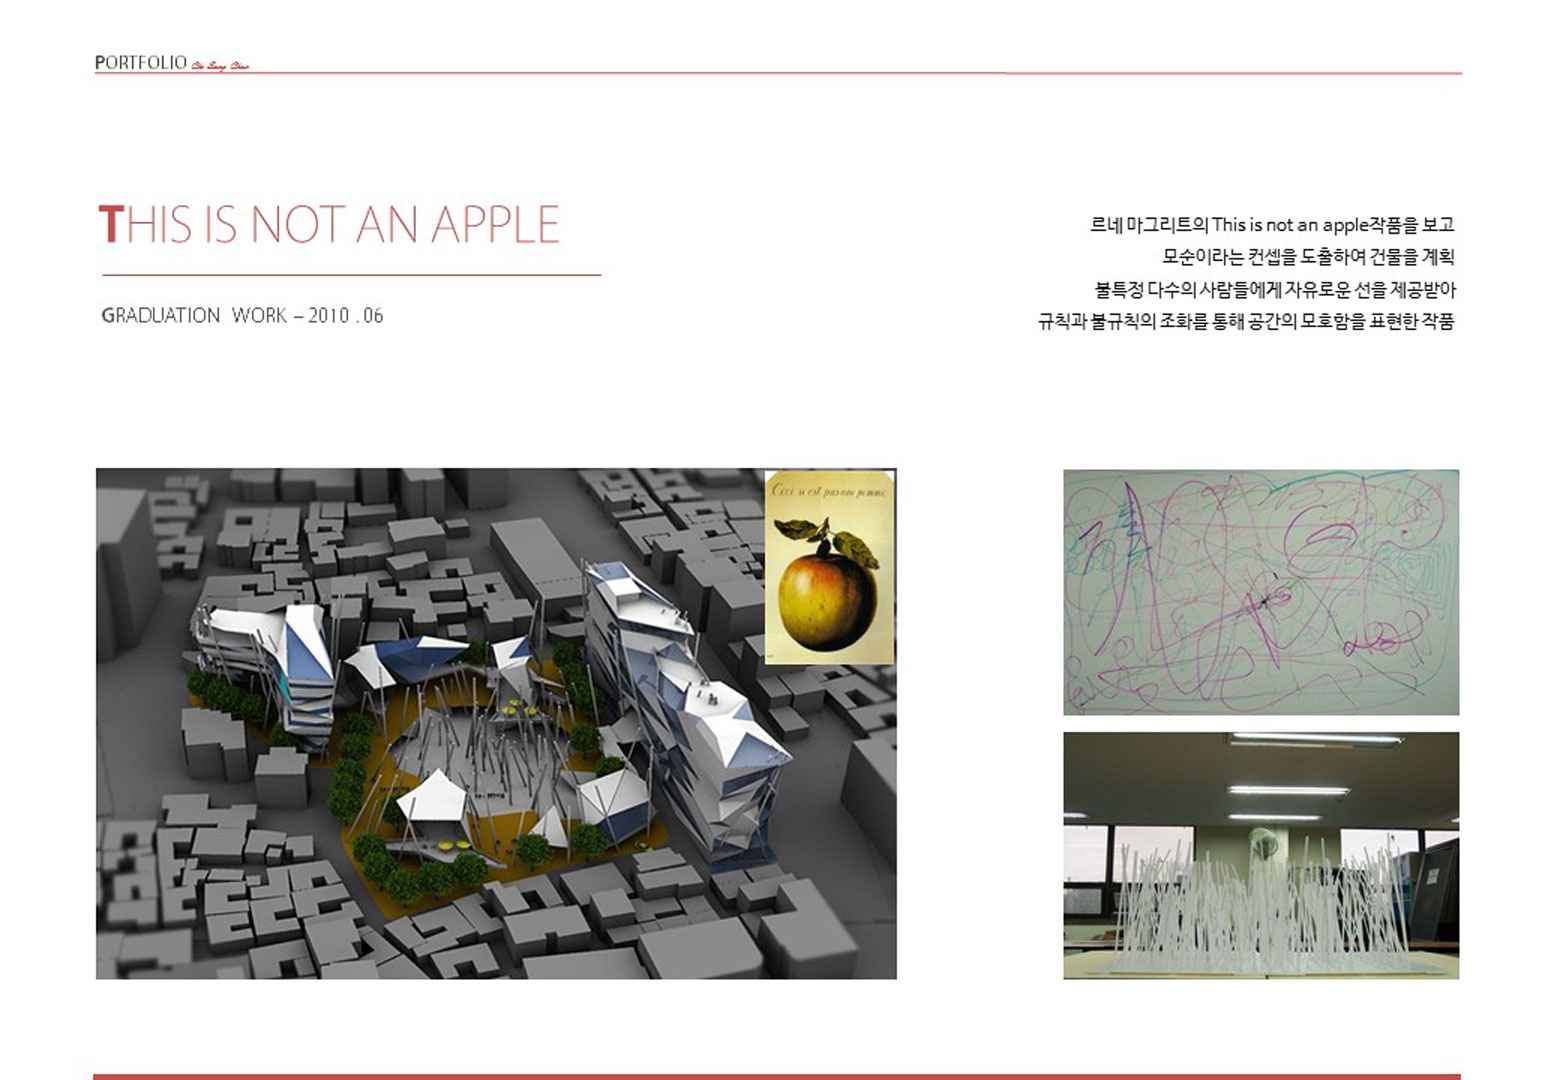 PORTFOLIO
THIS IS NOT AN APPLE
GRADUATION WORK – 2010 . 06
르네 마그리트의 This is not an apple작품을 보고
모순이라는 컨셉을 도출하여 건물을 계획
불특정 다수의 사람들에게 자유로운 선을 제공받아
규칙과 불규칙의 조화를 통해 공간의 모호함을 표현한 작품
Ceci n'est pas une pomme